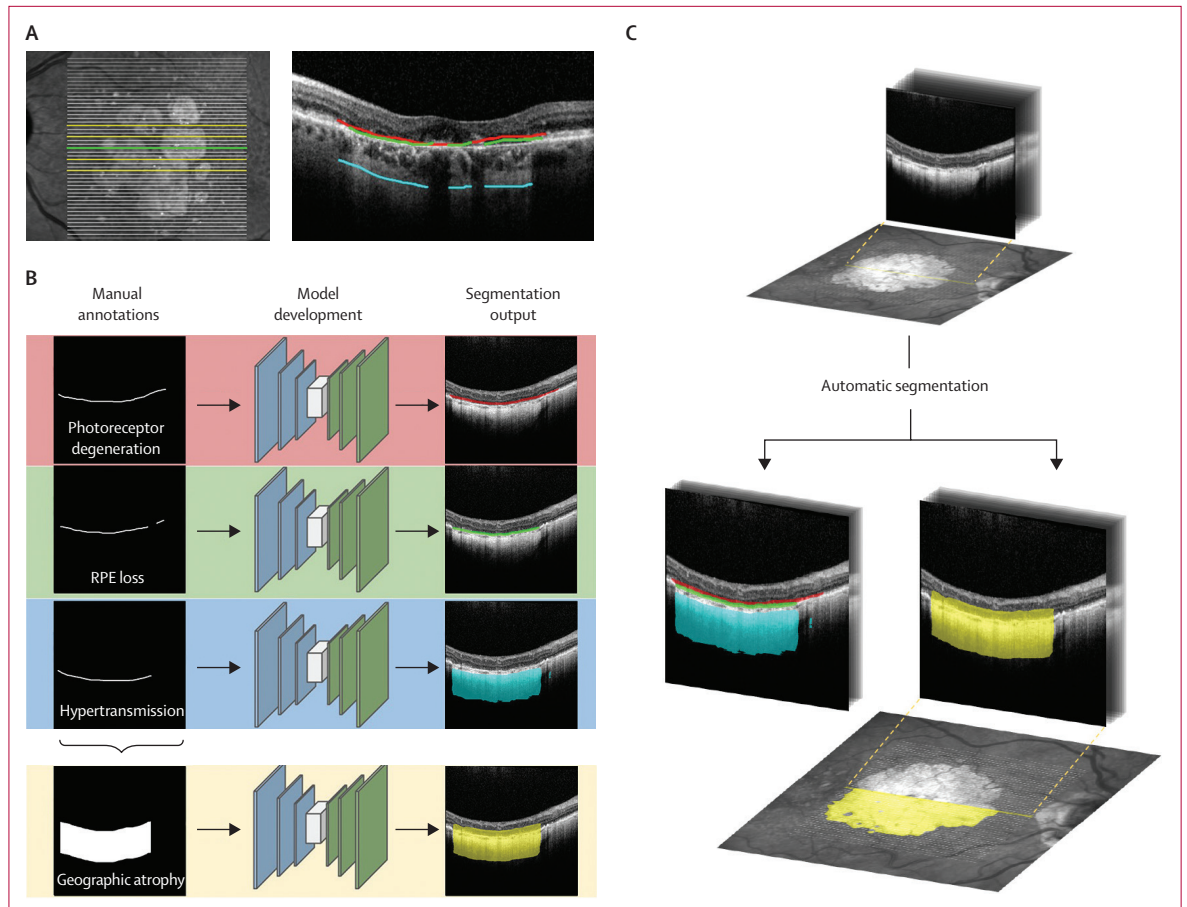 A
B
Manual
annotations
Model
development
Segmentation
output
Photoreceptor
degeneration
RPE loss
Hypertransmission
Geographic atrophy
C
Automatic segmentation